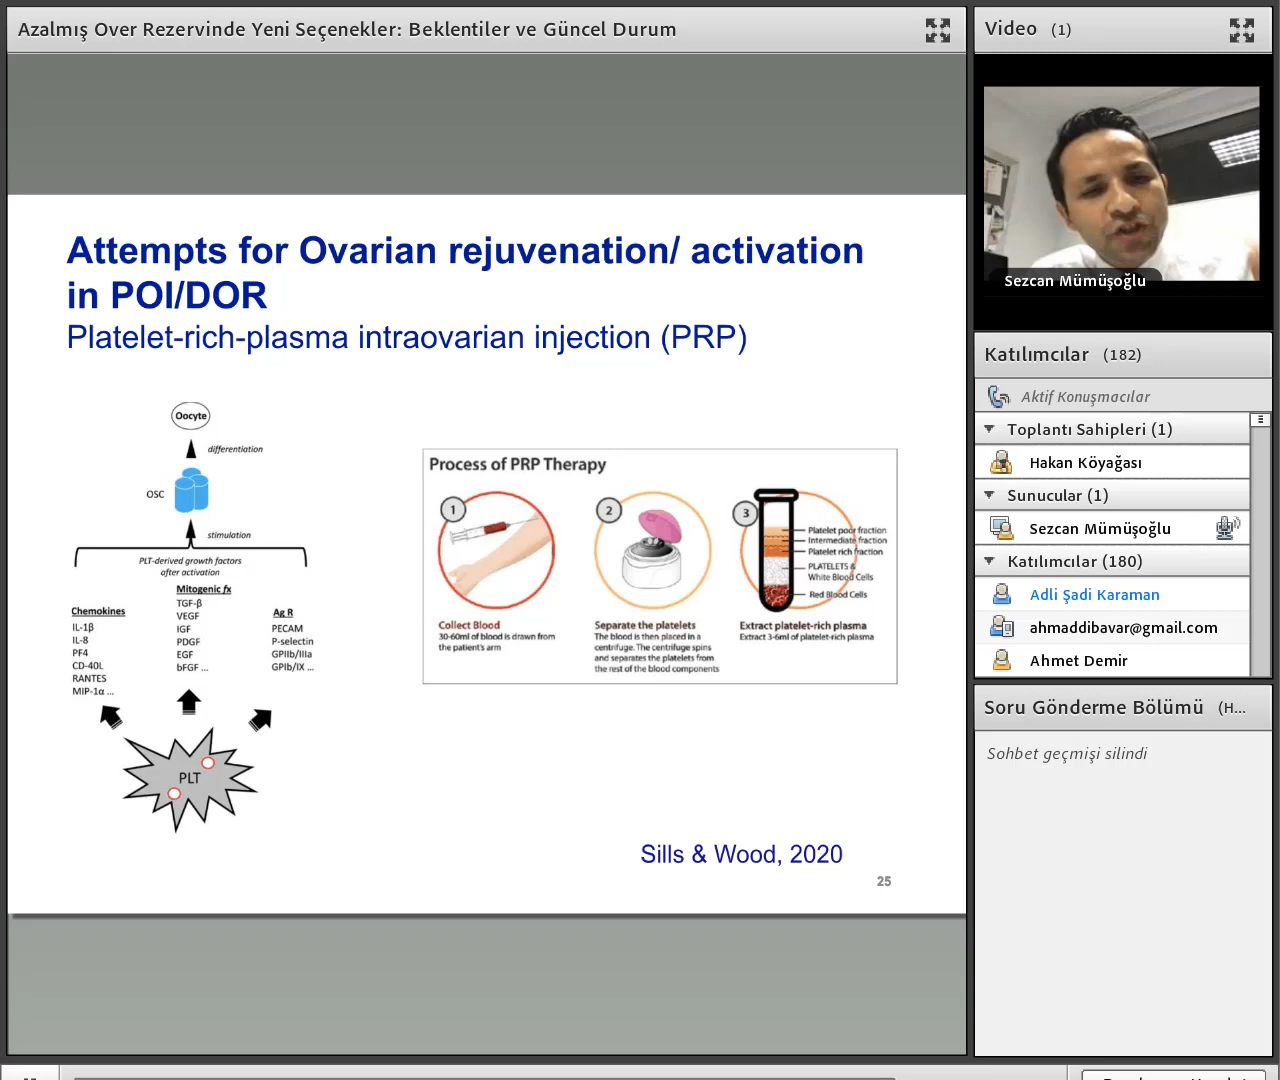 Azalmış Over Rezervinde Yeni Seçenekler: Beklentiler ve Güncel Durum
Attempts for Ovarian rejuvenation/ activation
in POI/DOR
Platelet-rich-plasma intraovarian injection (PRP)
Oocyte
differentiation
OSC
stimulation
PLT-derived growth factors
after activation
Chemokines
IL-1β
IL-8
PF4
CD-40L
RANTES
MIP-1α ...
Mitogenic fx
TGF-β
VEGF
IGF
PDGF
EGF
bFGF ...
Ag R
PECAM
P-selectin
GPIIb/IIIa
GPIb/IX ...
PLT
Process of PRP Therapy
1
Collect Blood
30-60ml of blood is drawn from
the patient's arm
2
Separate the platelets
The blood is then placed in a
centrifuge. The centrifuge spins
and separates the platelets from
the rest of the blood components
3
Platelet poor fraction
Intermediate fraction
Platelet rich fraction
PLATELETS &
White Blood Cells
Red Blood Cells
Extract platelet-rich plasma
Extract 3-6ml of platelet-rich plasma
Sills & Wood, 2020
25
Video (1)
Sezcan Mümüşoğlu
Katılımcılar (182)
Aktif Konuşmacılar
Toplantı Sahipleri (1)
Hakan Köyağası
Sunucular (1)
Sezcan Mümüşoğlu
Katılımcılar (180)
Adli Şadi Karaman
ahmaddibavar@gmail.com
Ahmet Demir
Soru Gönderme Bölümü (H...
Sohbet geçmişi silindi